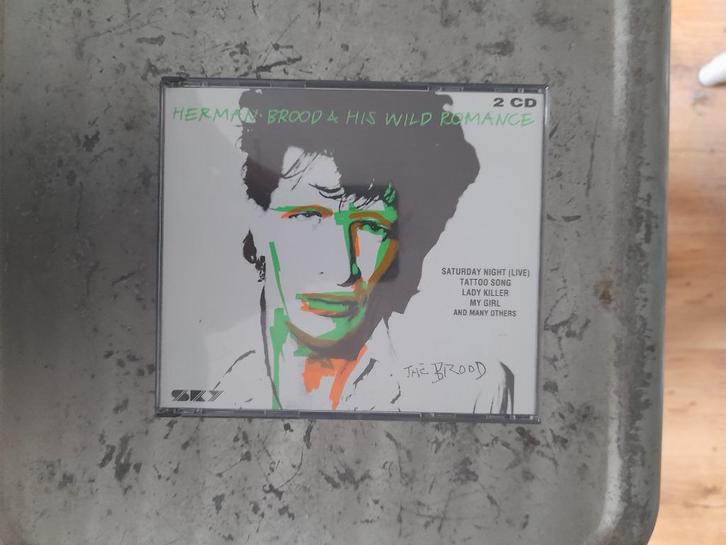 2 CD
HERMAN BROOD & HIS WILD ROMANCE
SATURDAY NIGHT (LIVE)
TATTOO SONG
LADY KILLER
MY GIRL
AND MANY OTHERS
THE BROOD
SKY